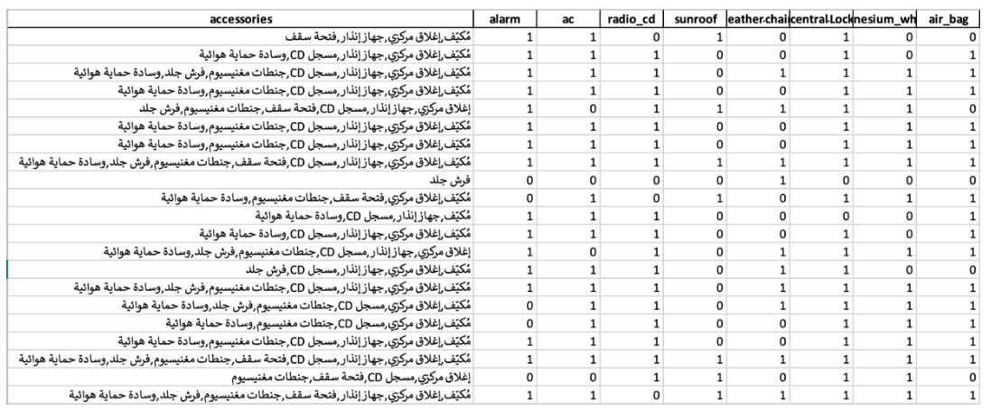 accessories alarm ac radio_cd sunroof eather.chai central.Lock nesium_wh air_bag
مُكيّف,إغلاق مركزي,جهاز إنذار,فتحة سقف 1 1 0 1 0 1 0 0
مُكيّف,إغلاق مركزي,جهاز إنذار,مسجل CD,وسادة حماية هوائية 1 1 1 0 0 1 0 1
مُكيّف,إغلاق مركزي,جهاز إنذار,مسجل CD,جنطات مغنيسيوم,فرش جلد,وسادة حماية هوائية 1 1 1 0 1 1 1 1
مُكيّف,إغلاق مركزي,جهاز إنذار,مسجل CD,جنطات مغنيسيوم,وسادة حماية هوائية 1 1 1 0 0 1 1 1
إغلاق مركزي,جهاز إنذار,مسجل CD,فتحة سقف,جنطات مغنيسيوم,فرش جلد 1 0 1 1 1 1 1 0
مُكيّف,إغلاق مركزي,جهاز إنذار,مسجل CD,جنطات مغنيسيوم,وسادة حماية هوائية 1 1 1 0 0 1 1 1
مُكيّف,إغلاق مركزي,جهاز إنذار,مسجل CD,جنطات مغنيسيوم,وسادة حماية هوائية 1 1 1 0 0 1 1 1
مُكيّف,إغلاق مركزي,جهاز إنذار,مسجل CD,فتحة سقف,جنطات مغنيسيوم,فرش جلد,وسادة حماية هوائية 1 1 1 1 1 1 1 1
فرش جلد 0 0 0 0 1 0 0 0
مُكيّف,إغلاق مركزي,فتحة سقف,جنطات مغنيسيوم,وسادة حماية هوائية 0 1 0 1 0 1 1 1
مُكيّف,جهاز إنذار,مسجل CD,وسادة حماية هوائية 1 1 1 0 0 0 0 1
مُكيّف,إغلاق مركزي,جهاز إنذار,مسجل CD,وسادة حماية هوائية 1 1 1 0 0 1 0 1
إغلاق مركزي,جهاز إنذار,مسجل CD,جنطات مغنيسيوم,فرش جلد,وسادة حماية هوائية 1 0 1 0 1 1 1 1
مُكيّف,إغلاق مركزي,جهاز إنذار,مسجل CD,فرش جلد 1 1 1 0 1 1 0 0
مُكيّف,إغلاق مركزي,جهاز إنذار,مسجل CD,جنطات مغنيسيوم,فرش جلد,وسادة حماية هوائية 1 1 1 0 1 1 1 1
مُكيّف,إغلاق مركزي,مسجل CD,جنطات مغنيسيوم,فرش جلد,وسادة حماية هوائية 0 1 1 0 1 1 1 1
مُكيّف,إغلاق مركزي,مسجل CD,جنطات مغنيسيوم,وسادة حماية هوائية 0 1 1 0 0 1 1 1
مُكيّف,إغلاق مركزي,جهاز إنذار,مسجل CD,جنطات مغنيسيوم,وسادة حماية هوائية 1 1 1 0 0 1 1 1
مُكيّف,إغلاق مركزي,جهاز إنذار,مسجل CD,فتحة سقف,جنطات مغنيسيوم,فرش جلد,وسادة حماية هوائية 1 1 1 1 1 1 1 1
إغلاق مركزي,مسجل CD,فتحة سقف,جنطات مغنيسيوم 0 0 1 1 0 1 1 0
مُكيّف,إغلاق مركزي,جهاز إنذار,فتحة سقف,جنطات مغنيسيوم,فرش جلد,وسادة حماية هوائية 1 1 0 1 1 1 1 1